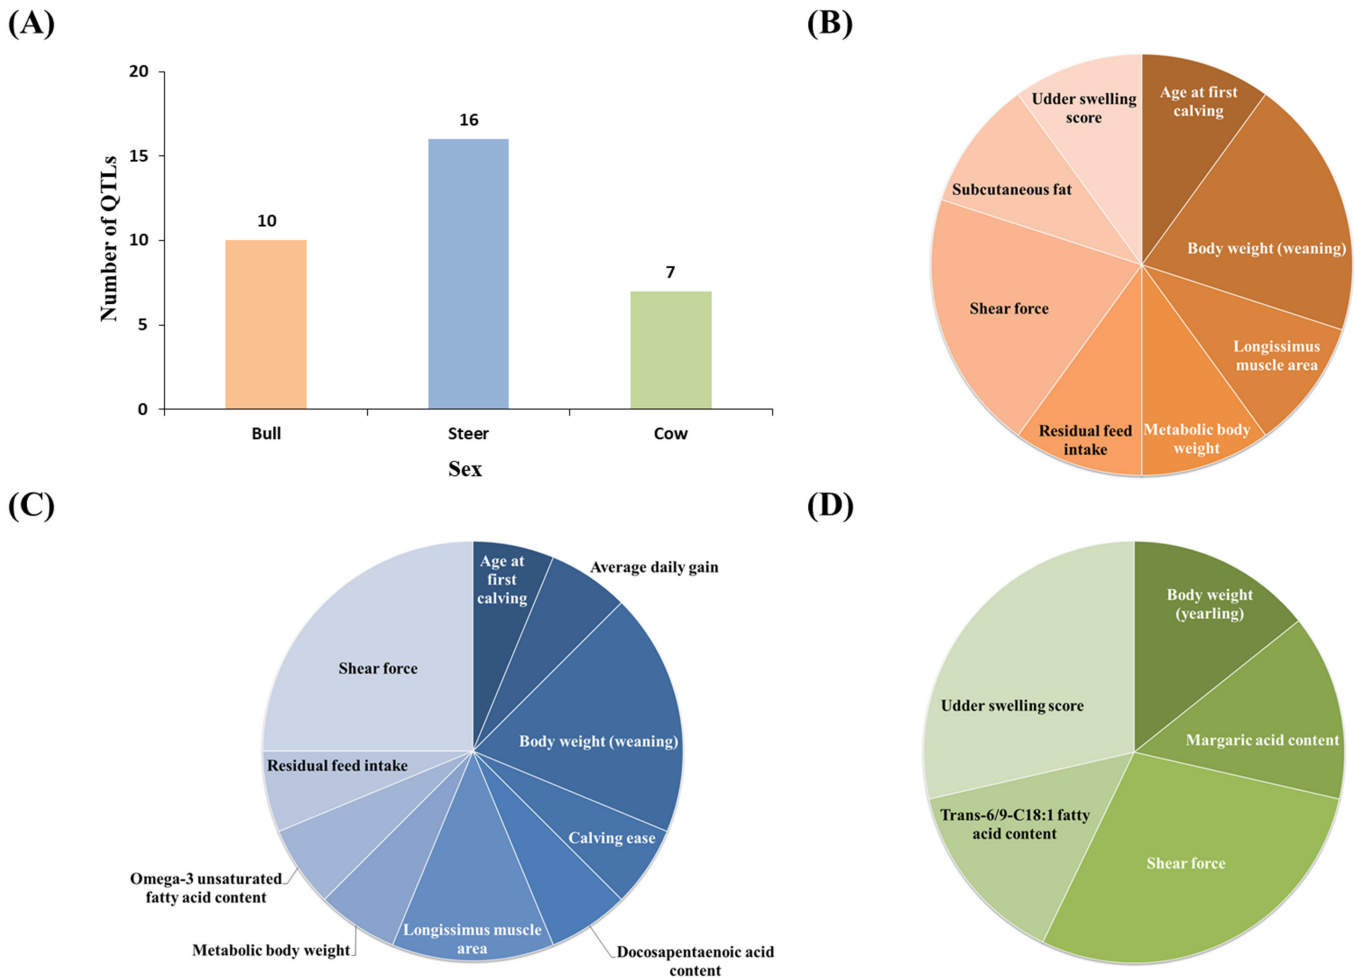 (A)
20
15
10
5
0
Number of QTLs
10
16
7
Bull
Steer
Cow
Sex
(B)
Age at first
calving
Body weight (weaning)
Longissimus
muscle area
Metabolic body
weight
Residual feed
intake
Shear force
Subcutaneous fat
Udder swelling
score
(C)
Age at
first
calving
Average daily gain
Body weight (weaning)
Calving ease
Docosapentaenoic acid
content
Longissimus muscle
area
Metabolic body weight
Omega-3 unsaturated
fatty acid content
Residual feed intake
Shear force
(D)
Body weight
(yearling)
Margaric acid content
Shear force
Trans-6/9-C18:1 fatty
acid content
Udder swelling score